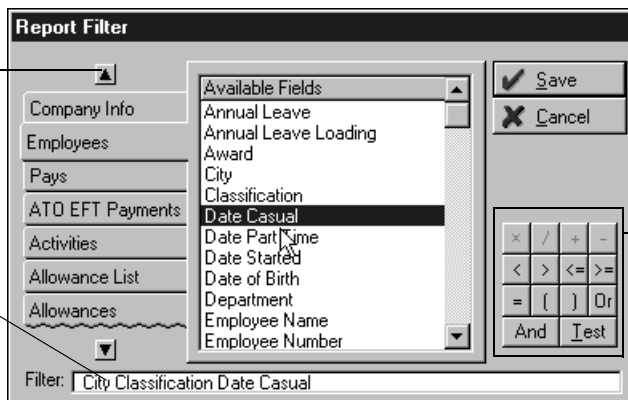 Report Filter
Company Info
Employees
Pays
ATO EFT Payments
Activities
Allowance List
Allowances
Available Fields
Annual Leave
Annual Leave Loading
Award
City
Classification
Date Casual
Date Part Time
Date Started
Date of Birth
Department
Employee Name
Employee Number
Save
Cancel
× / + -
< > <= >=
= ( ) Or
And Test
Filter: City Classification Date Casual